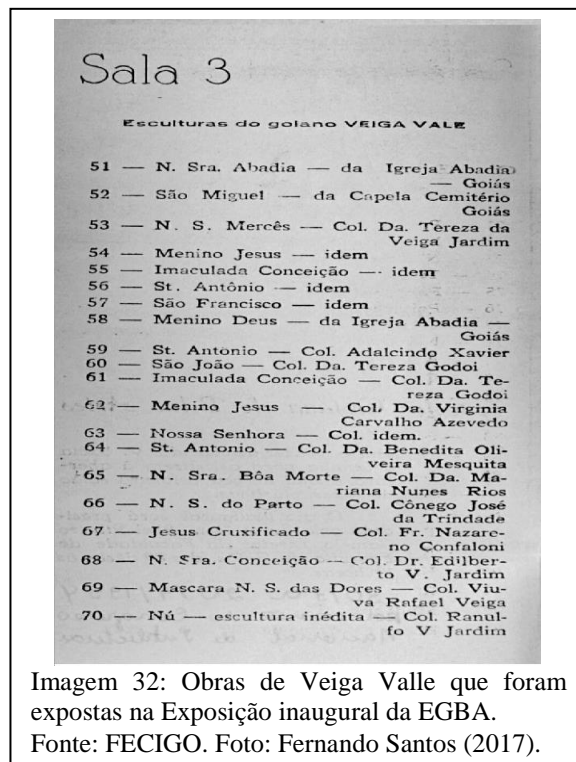 Sala 3
Esculturas do goiano VEIGA VALE
51 — N. Sra. Abadia — da Igreja Abadia
— Goiás
52 — São Miguel — da Capela Cemitério
Goiás
53 — N. S. Mercês — Col. Da. Tereza da
Veiga Jardim
54 — Menino Jesus — idem
55 — Imaculada Conceição — idem
56 — St. Antônio — idem
57 — São Francisco — idem
58 — Menino Deus — da Igreja Abadia —
Goiás
59 — St. Antonio — Col. Adalcindo Xavier
60 — São João — Col. Da. Tereza Godoi
61 — Imaculada Conceição — Col. Da. Te-
reza Godoi
62 — Menino Jesus — Col. Da. Virginia
Carvalho Azevedo
63 — Nossa Senhora — Col. idem.
64 — St. Antonio — Col. Da. Benedita Oli-
veira Mesquita
65 — N. Sra. Bôa Morte — Col. Da. Ma-
riana Nunes Rios
66 — N. S. do Parto — Col. Cônego José
da Trindade
67 — Jesus Cruxificado — Col. Fr. Nazare-
no Confaloni
68 — N. Sra. Conceição — Col. Dr. Edilber-
to V. Jardim
69 — Mascara N. S. das Dores — Col. Viu-
va Rafael Veiga
70 — Nú — escultura inédita — Col. Ranul-
fo V Jardim
Imagem 32: Obras de Veiga Valle que foram
expostas na Exposição inaugural da EGBA.
Fonte: FECIGO. Foto: Fernando Santos (2017).